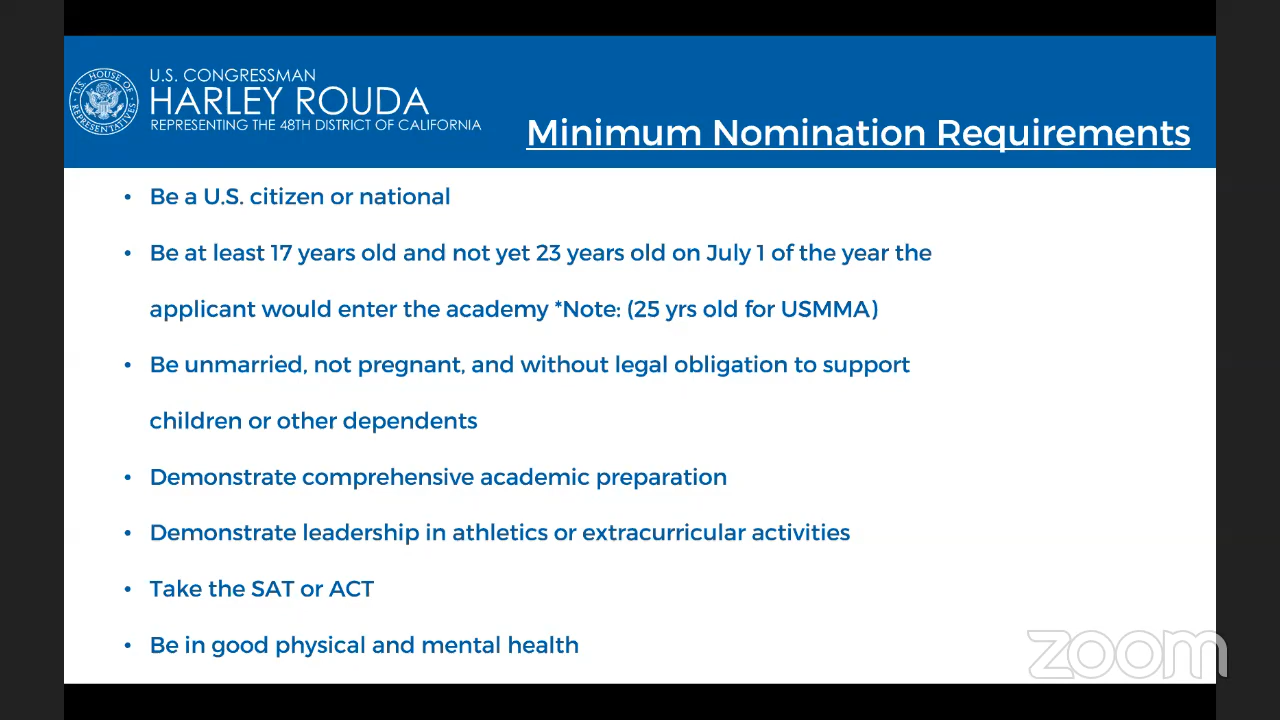 U.S. HOUSE OF REPRESENTATIVES
U.S. CONGRESSMAN
HARLEY ROUDA
REPRESENTING THE 48TH DISTRICT OF CALIFORNIA
Minimum Nomination Requirements
• Be a U.S. citizen or national
• Be at least 17 years old and not yet 23 years old on July 1 of the year the
applicant would enter the academy *Note: (25 yrs old for USMMA)
• Be unmarried, not pregnant, and without legal obligation to support
children or other dependents
• Demonstrate comprehensive academic preparation
• Demonstrate leadership in athletics or extracurricular activities
• Take the SAT or ACT
• Be in good physical and mental health
zoom